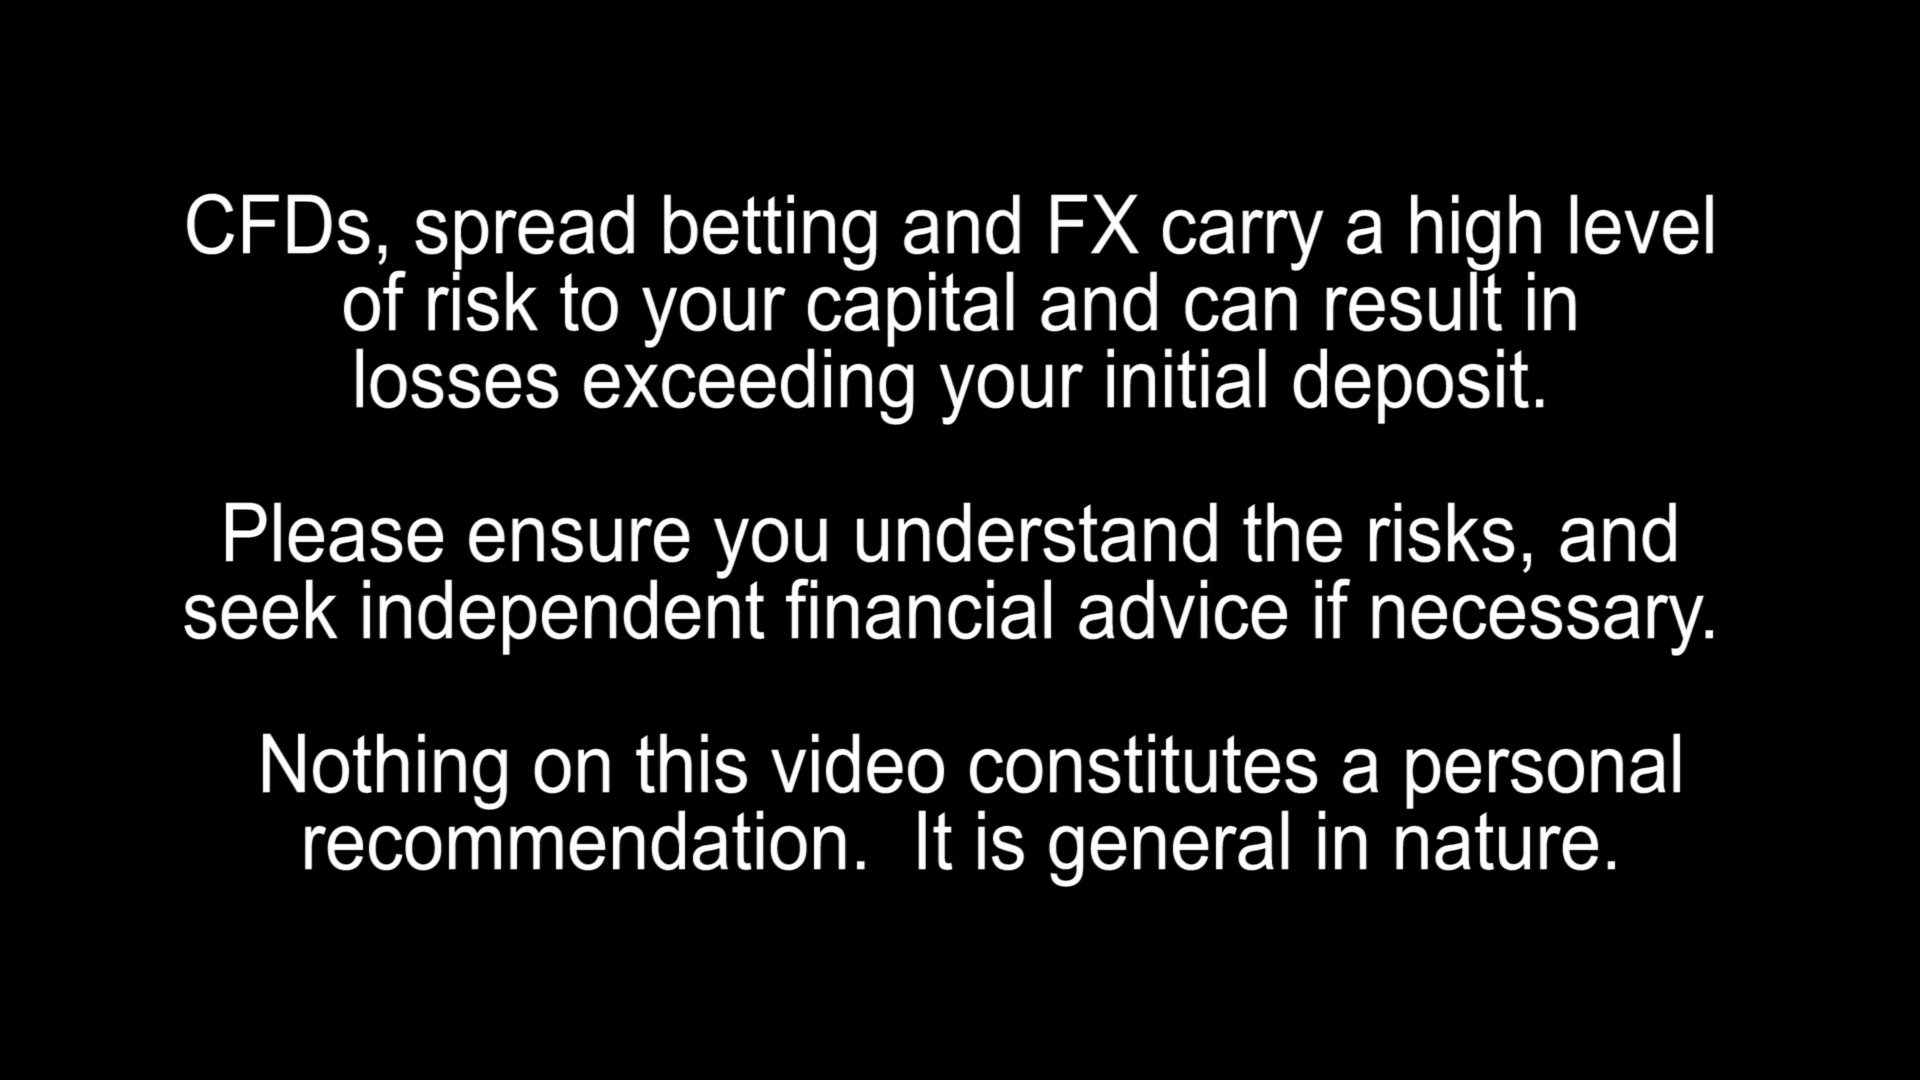 CFDs, spread betting and FX carry a high level
of risk to your capital and can result in
losses exceeding your initial deposit.
Please ensure you understand the risks, and
seek independent financial advice if necessary.
Nothing on this video constitutes a personal
recommendation.  It is general in nature.